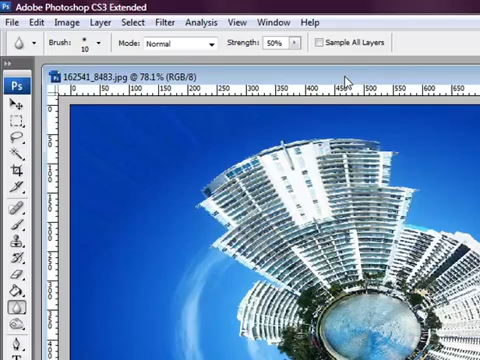 Ps Adobe Photoshop CS3 Extended
File Edit Image Layer Select Filter Analysis View Window Help
Brush: 10 Mode: Normal Strength: 50% Sample All Layers
162541_8483.jpg @ 78.1% (RGB/8)
0 50 100 150 200 250 300 350 400 450 500 550 600 650
Ps
T